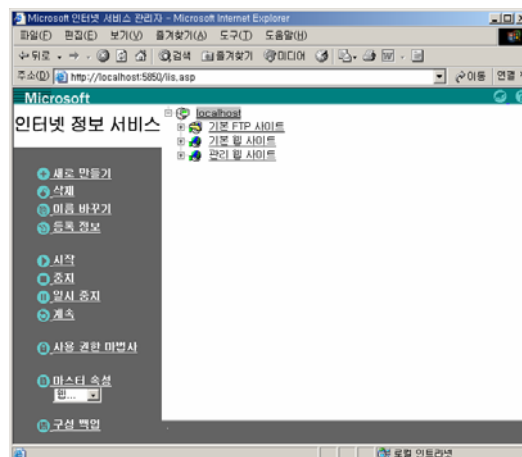 Microsoft 인터넷 서비스 관리자 - Microsoft Internet Explorer
파일(F) 편집(E) 보기(V) 즐겨찾기(A) 도구(T) 도움말(H)
뒤로 검색 즐겨찾기 미디어
주소(D) http://localhost:5850/iis.asp 이동 연결
Microsoft
인터넷 정보 서비스
localhost
기본 FTP 사이트
기본 웹 사이트
관리 웹 사이트
새로 만들기
삭제
이름 바꾸기
등록 정보
시작
중지
일시 중지
계속
사용 권한 마법사
마스터 속성
웹...
구성 백업
로컬 인트라넷